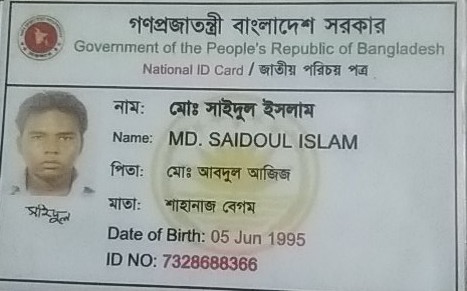 গণপ্রজাতন্ত্রী বাংলাদেশ সরকার
Government of the People's Republic of Bangladesh
National ID Card / জাতীয় পরিচয় পত্র
নাম: মোঃ সাইদুল ইসলাম
Name: MD. SAIDOUL ISLAM
পিতা: মোঃ আবদুল আজিজ
মাতা: শাহানাজ বেগম
সাইদুল
Date of Birth: 05 Jun 1995
ID NO: 7328688366